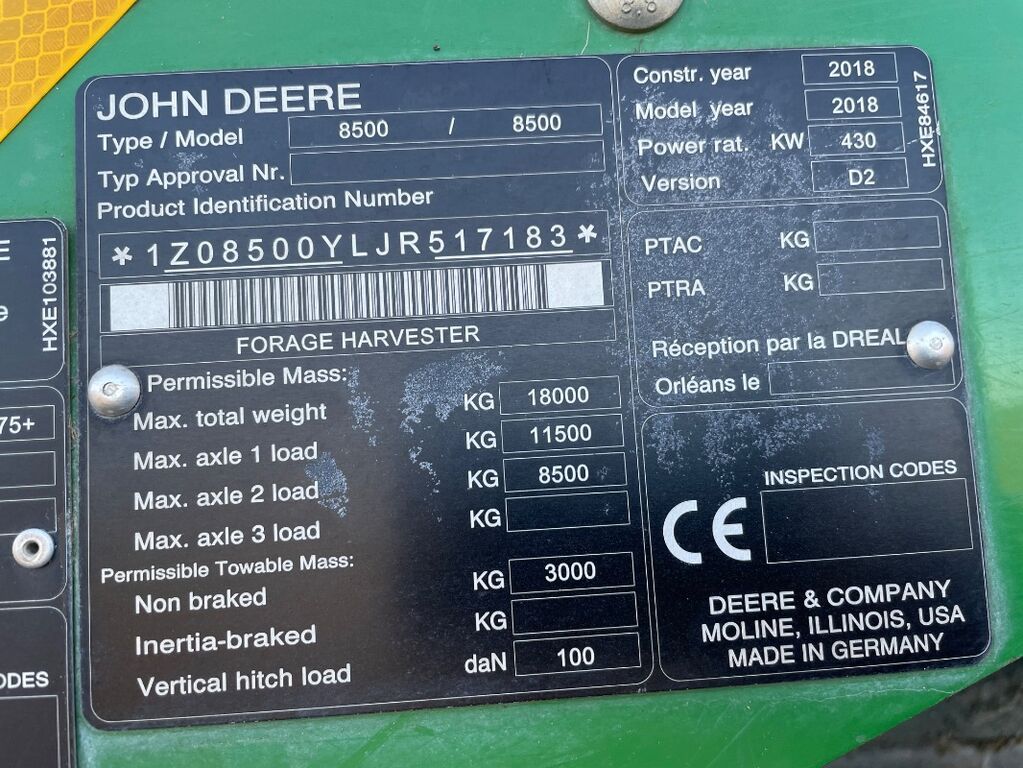 JOHN DEERE
Type / Model 8500 / 8500
Typ Approval Nr.
Product Identification Number
*1Z08500YLJR517183*
FORAGE HARVESTER
Permissible Mass:
Max. total weight KG 18000
Max. axle 1 load KG 11500
Max. axle 2 load KG 8500
Max. axle 3 load KG
Permissible Towable Mass:
Non braked KG 3000
Inertia-braked KG
Vertical hitch load daN 100
Constr. year 2018
Model year 2018
Power rat. KW 430
Version D2
HXE84617
PTAC KG
PTRA KG
Réception par la DREAL
Orléans le
INSPECTION CODES
CE
DEERE & COMPANY
MOLINE, ILLINOIS, USA
MADE IN GERMANY
HXE103881
75+
ODES